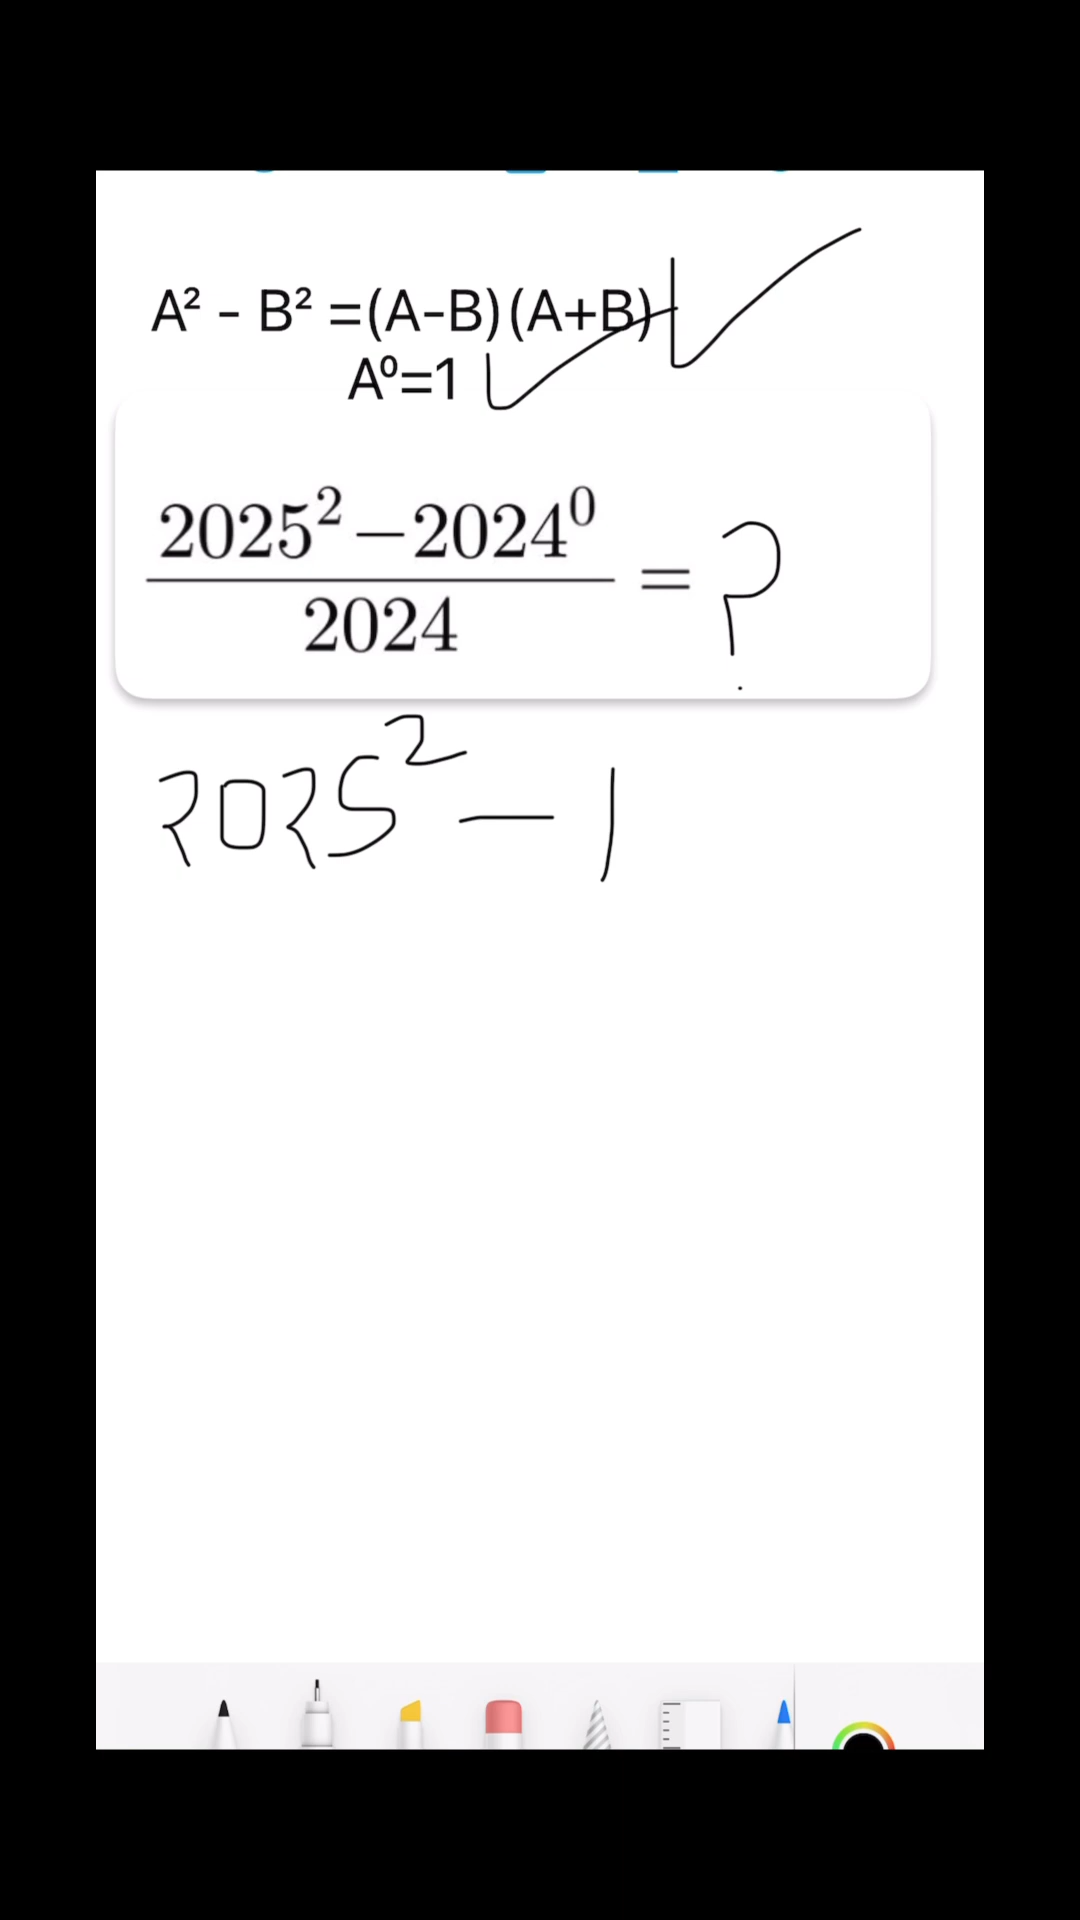 A² - B² =(A-B)(A+B)
A⁰=1
2025² – 2024⁰
2024
= ?
2025² – 1